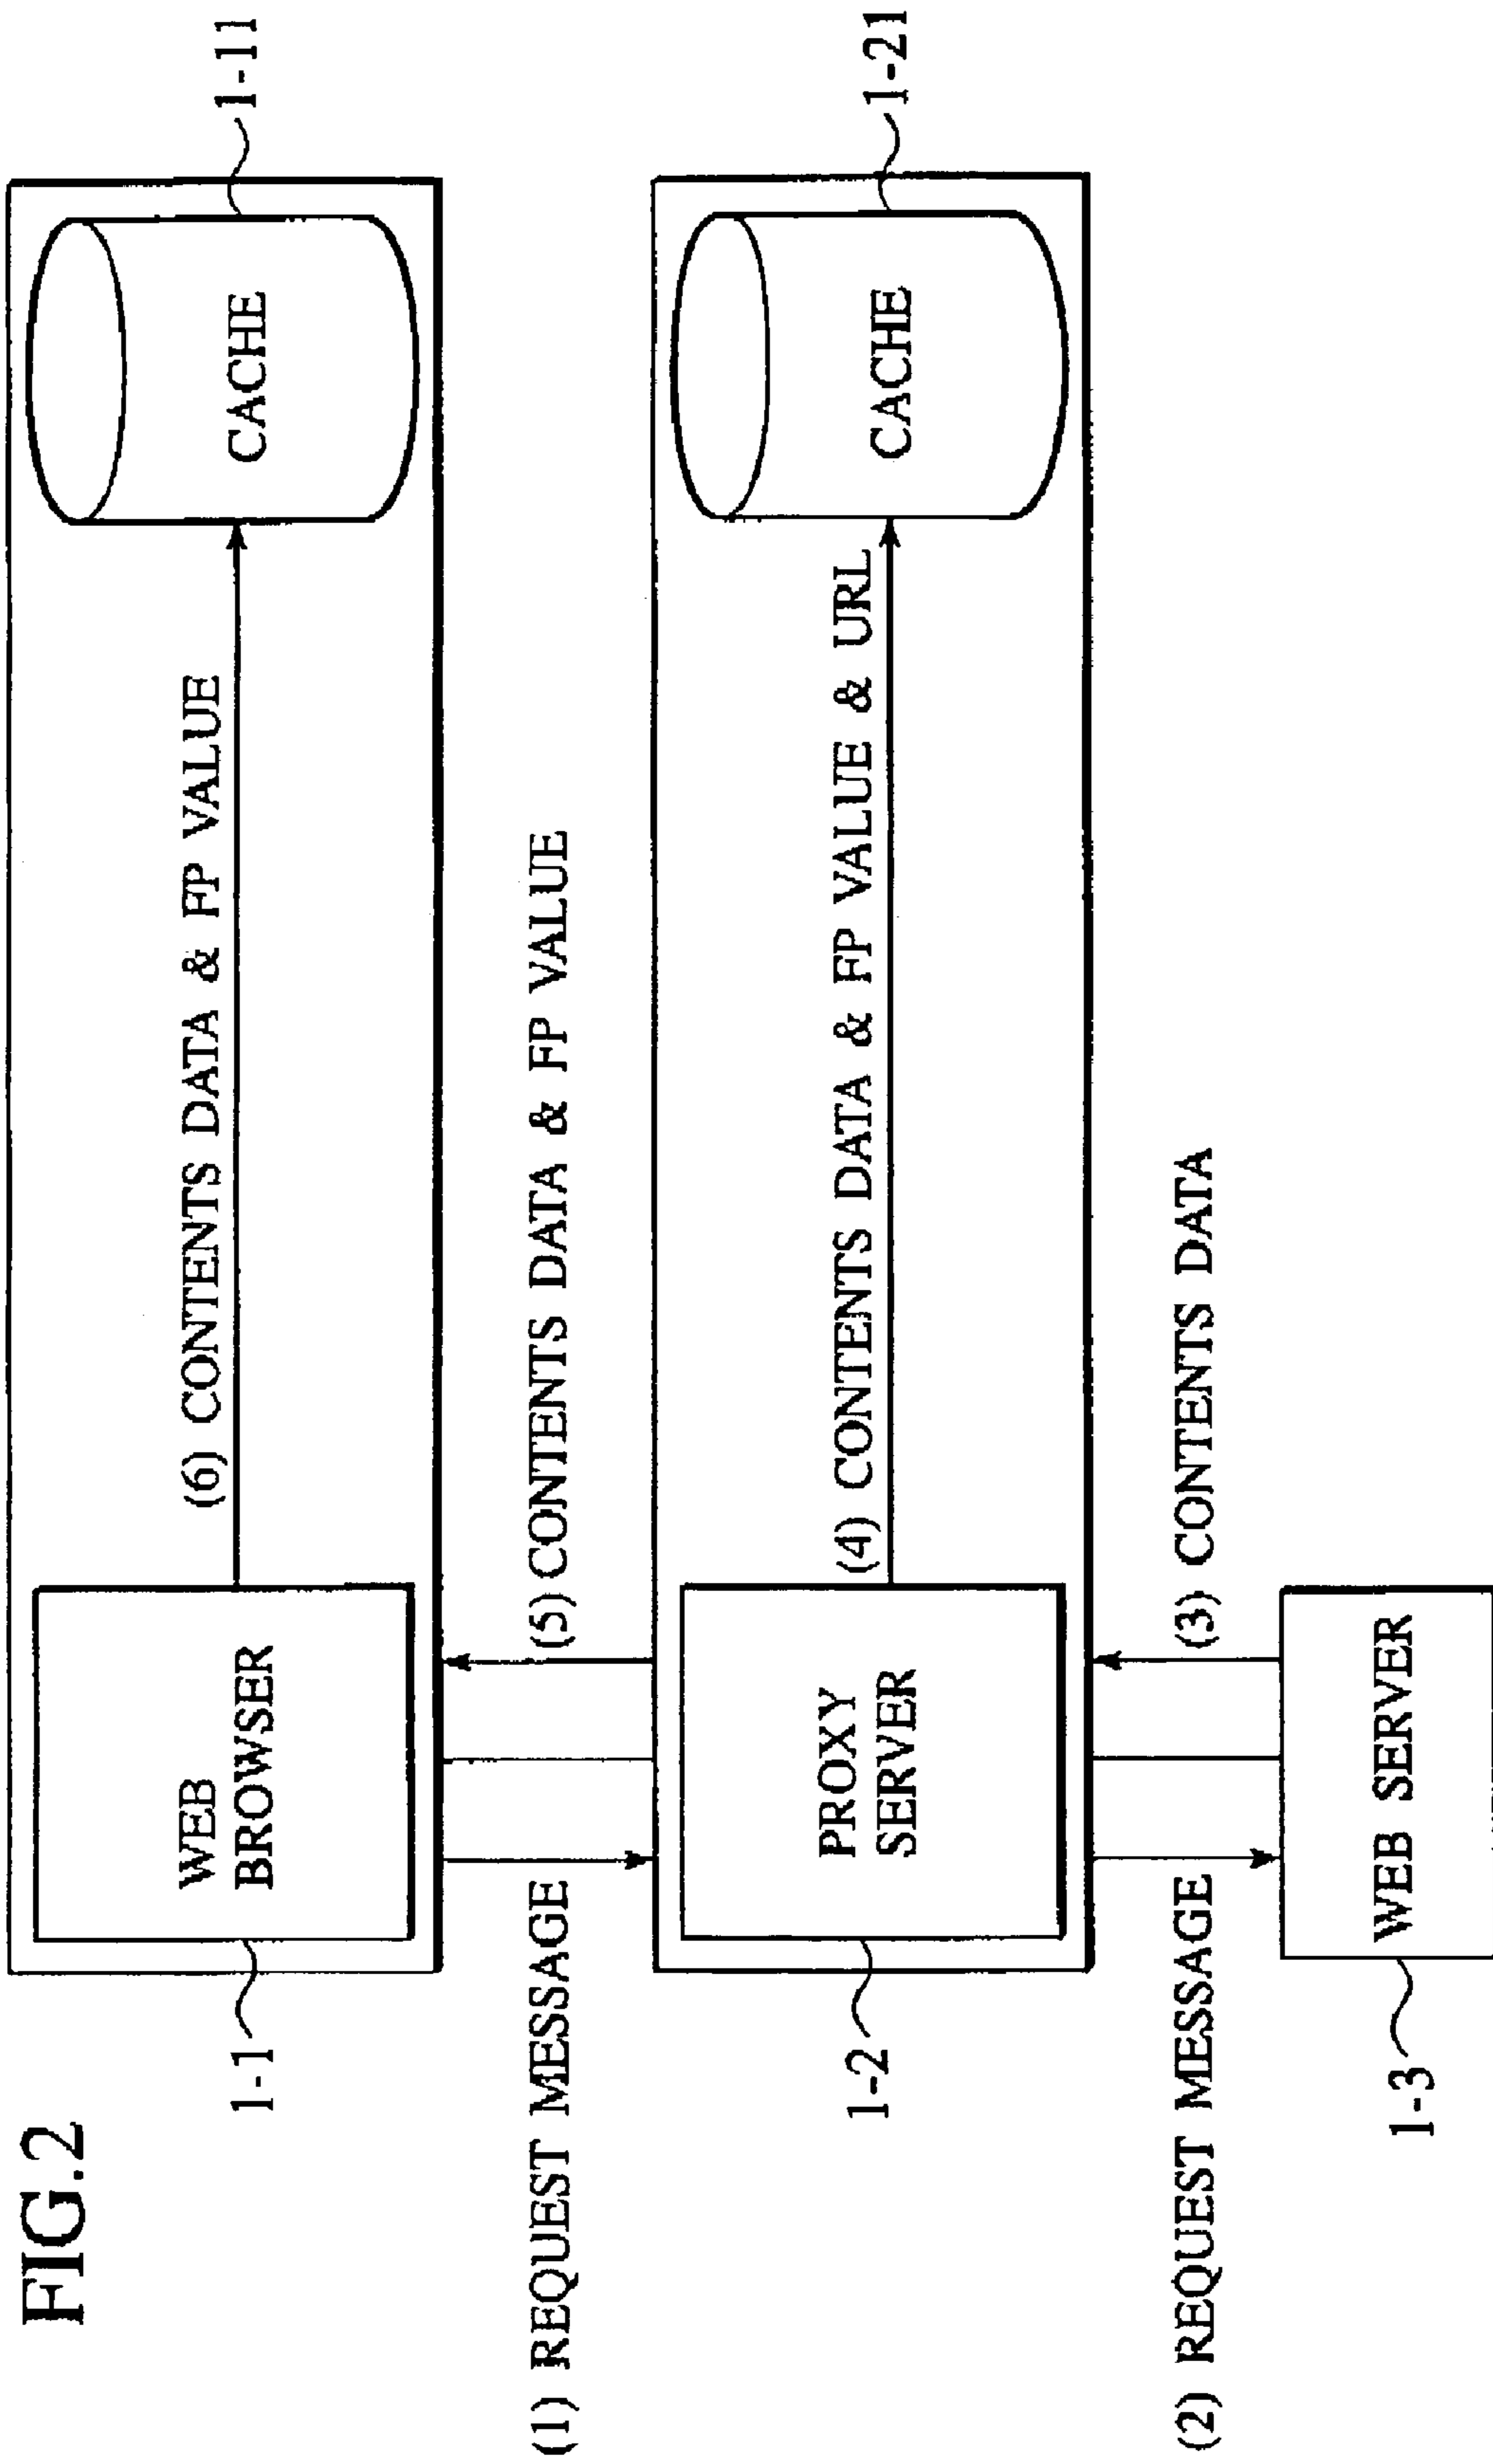 FIG.2
1-1
WEB
BROWSER
(6) CONTENTS DATA & FP VALUE
CACHE
1-11
(1) REQUEST MESSAGE
(5) CONTENTS DATA & FP VALUE
1-2
PROXY
SERVER
(4) CONTENTS DATA & FP VALUE & URL
CACHE
1-21
(2) REQUEST MESSAGE
(3) CONTENTS DATA
1-3
WEB SERVER